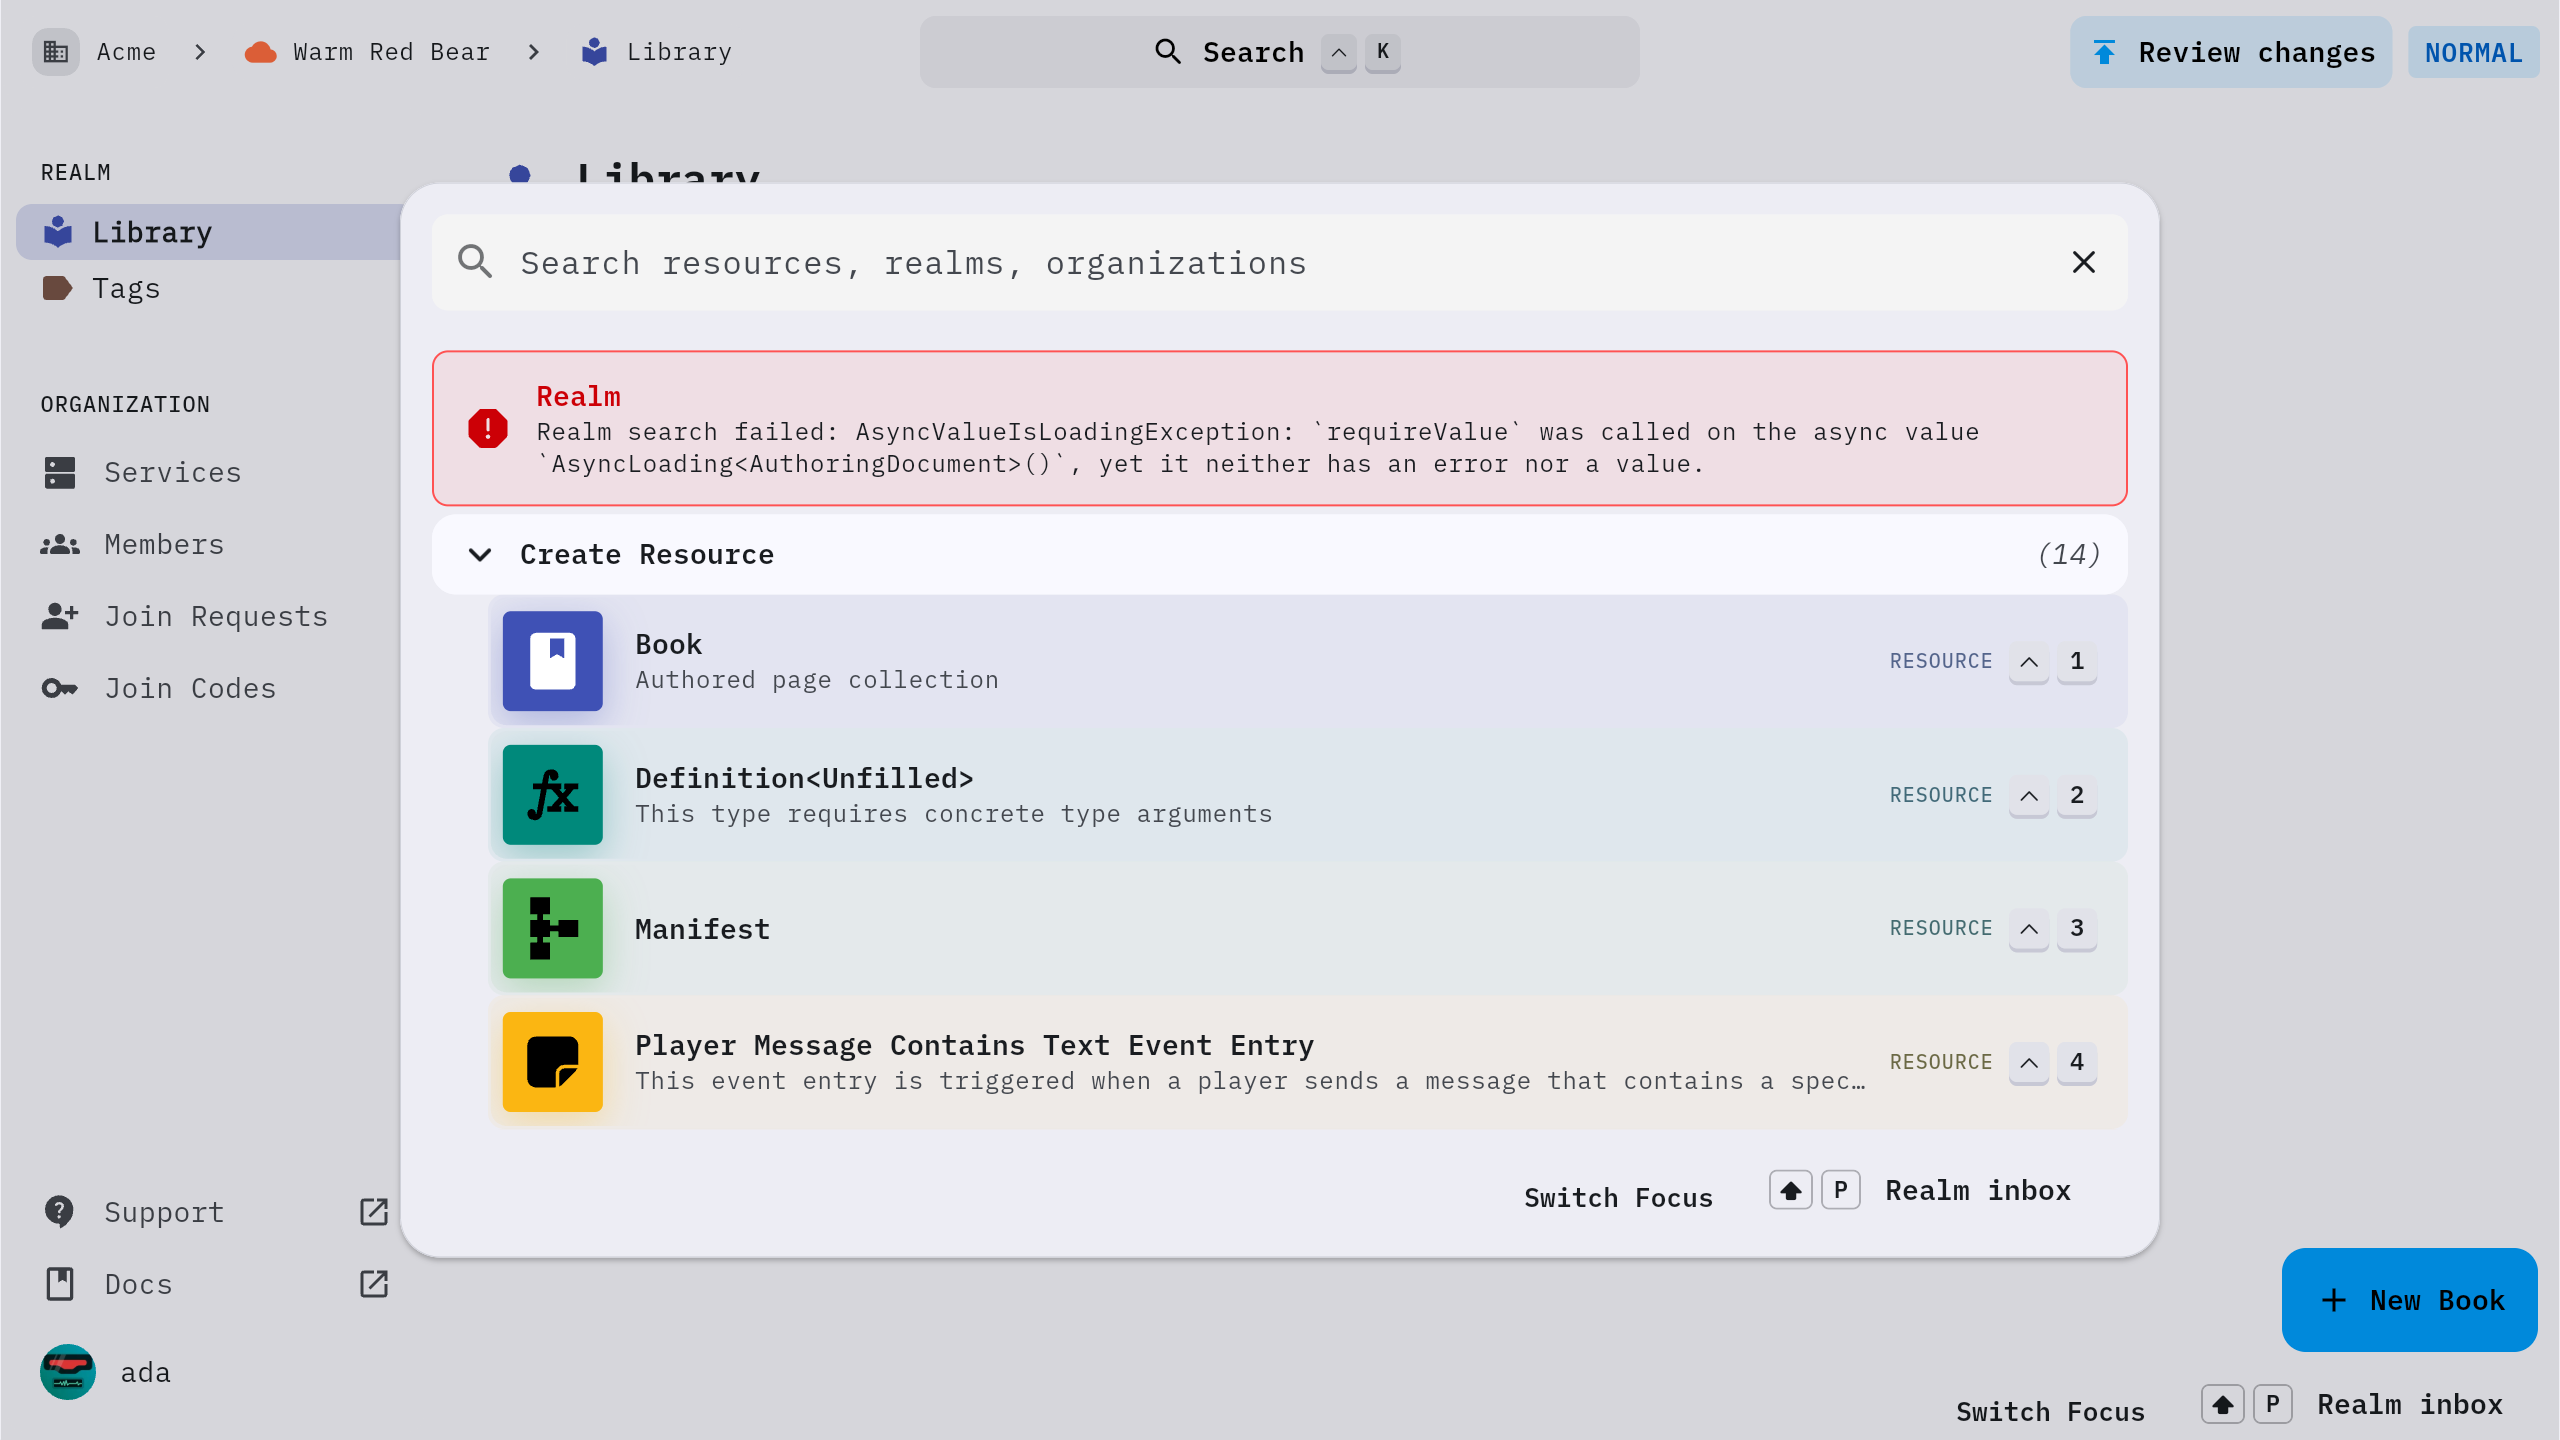 Acme
Warm Red Bear
Library
Search
K
Review changes
NORMAL
REALM
Library
Tags
ORGANIZATION
Services
Members
Join Requests
Join Codes
Support
Docs
ada
Library
Search resources, realms, organizations
Realm
Realm search failed: AsyncValueIsLoadingException: `requireValue` was called on the async value
`AsyncLoading<AuthoringDocument>()`, yet it neither has an error nor a value.
Create Resource
(14)
Book
Authored page collection
RESOURCE
1
Definition<Unfilled>
This type requires concrete type arguments
RESOURCE
2
Manifest
RESOURCE
3
Player Message Contains Text Event Entry
This event entry is triggered when a player sends a message that contains a spec…
RESOURCE
4
Switch Focus
P
Realm inbox
New Book
Switch Focus
P
Realm inbox